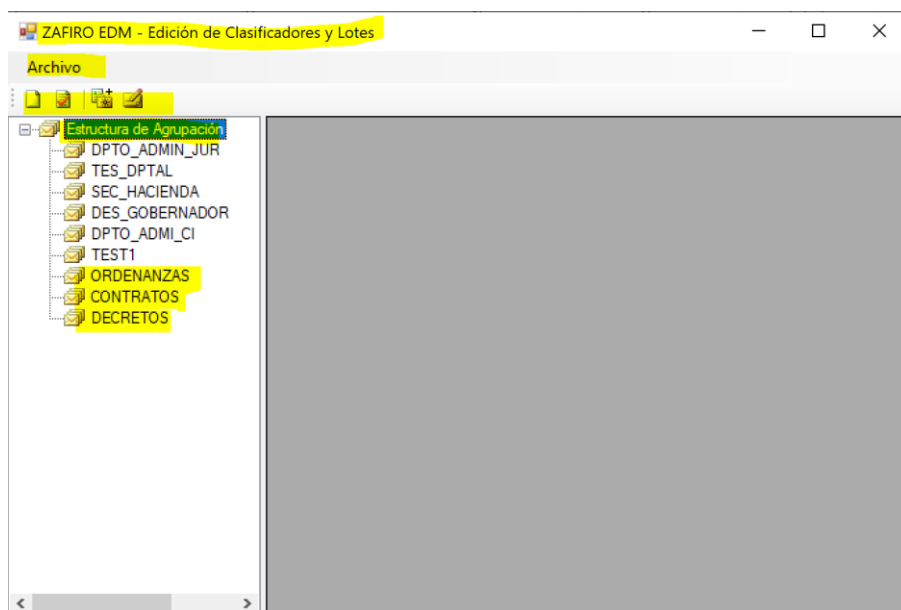 ZAFIRO EDM - Edición de Clasificadores y Lotes
Archivo
Estructura de Agrupación
DPTO_ADMIN_JUR
TES_DPTAL
SEC_HACIENDA
DES_GOBERNADOR
DPTO_ADMI_CI
TEST1
ORDENANZAS
CONTRATOS
DECRETOS